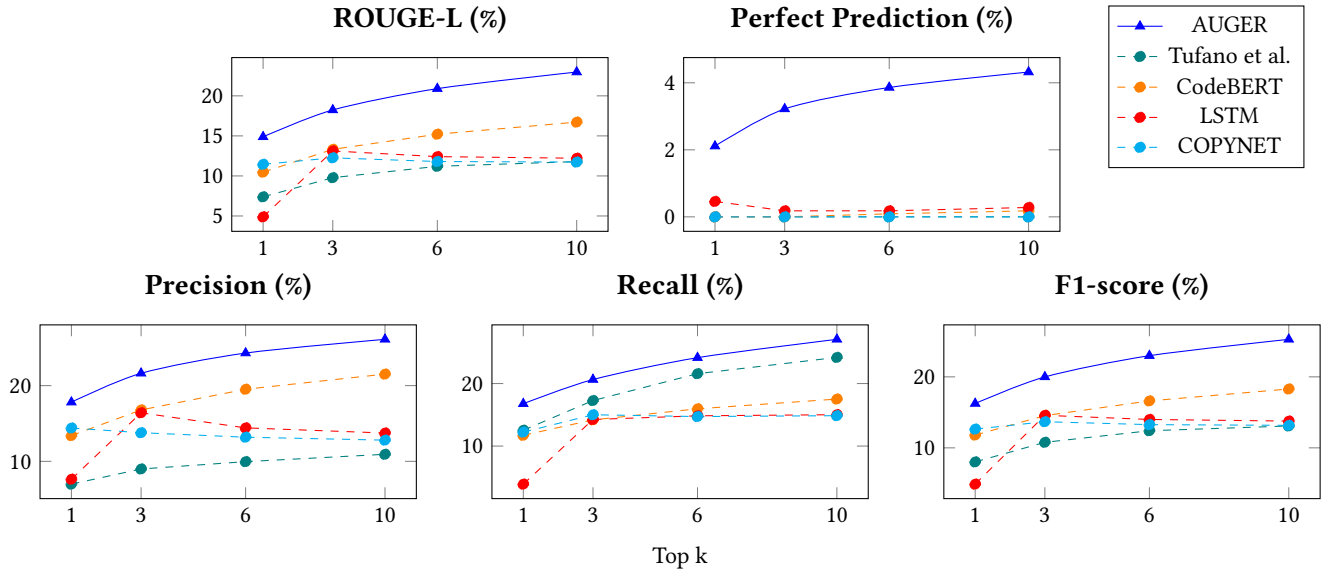 ROUGE-L (%)
20
15
10
5
1 3 6 10
Perfect Prediction (%)
4
2
0
1 3 6 10
AUGER
Tufano et al.
CodeBERT
LSTM
COPYNET
Precision (%)
20
10
1 3 6 10
Recall (%)
20
10
1 3 6 10
F1-score (%)
20
10
1 3 6 10
Top k